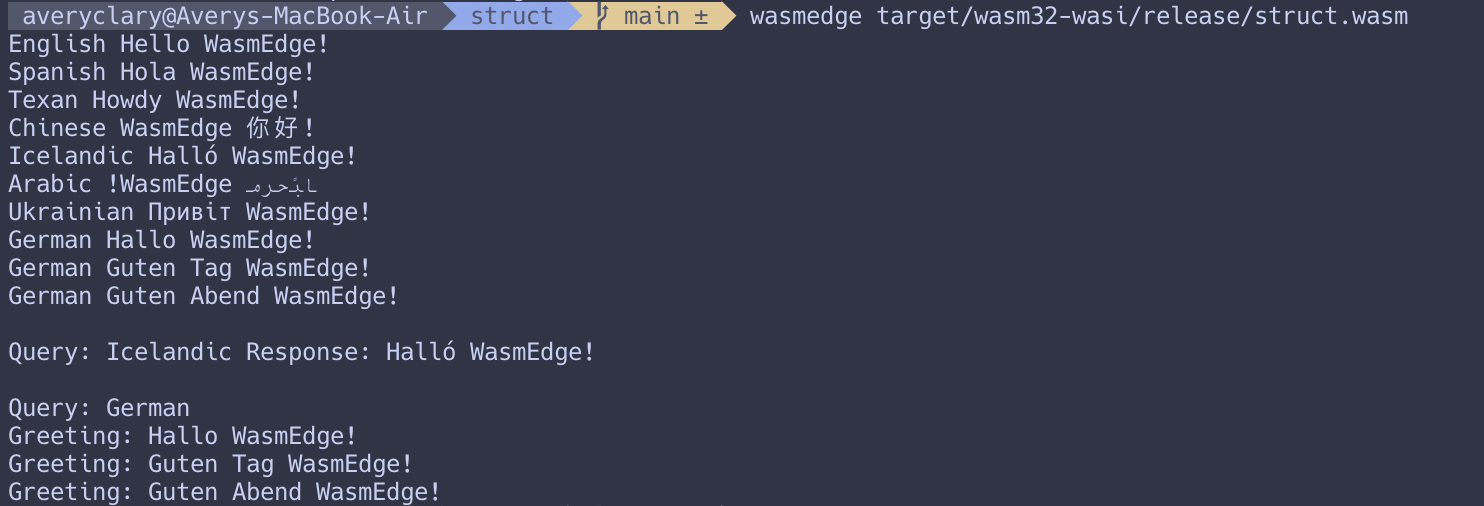 averyclary@Averys-MacBook-Air struct main ± wasmedge target/wasm32-wasi/release/struct.wasm
English Hello WasmEdge!
Spanish Hola WasmEdge!
Texan Howdy WasmEdge!
Chinese WasmEdge 你好!
Icelandic Halló WasmEdge!
Arabic !WasmEdge مرحبًا
Ukrainian Привіт WasmEdge!
German Hallo WasmEdge!
German Guten Tag WasmEdge!
German Guten Abend WasmEdge!
Query: Icelandic Response: Halló WasmEdge!
Query: German
Greeting: Hallo WasmEdge!
Greeting: Guten Tag WasmEdge!
Greeting: Guten Abend WasmEdge!